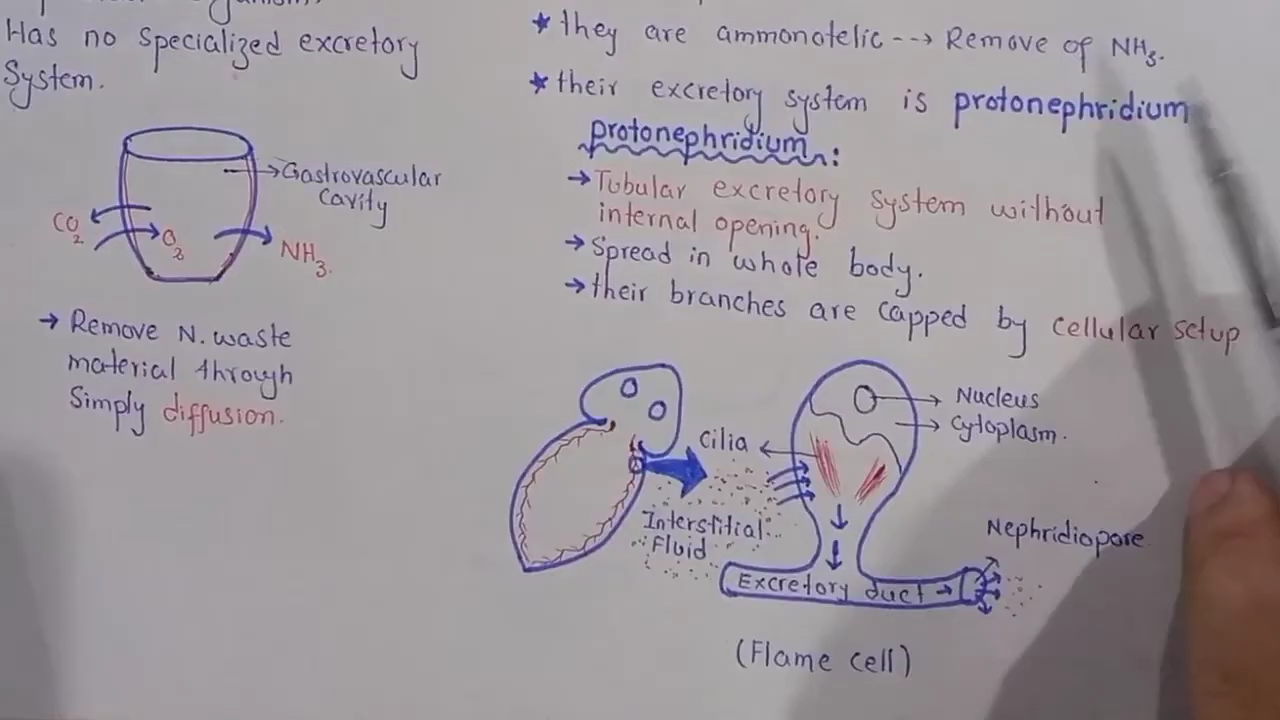 organism.
Has no specialized excretory
System.
Gastrovascular
Cavity
CO2
O2
NH3.
→ Remove N. waste
material through
Simply diffusion.
* they are ammonotelic --→ Remove of NH3.
* their excretory system is protonephridium
protonephridium:
→ Tubular excretory system without
internal opening.
→ Spread in whole body.
→ their branches are capped by cellular setup
Nucleus
Cytoplasm.
Cilia
Interstitial
Fluid
Nephridiopore
Excretory duct →
(Flame cell)